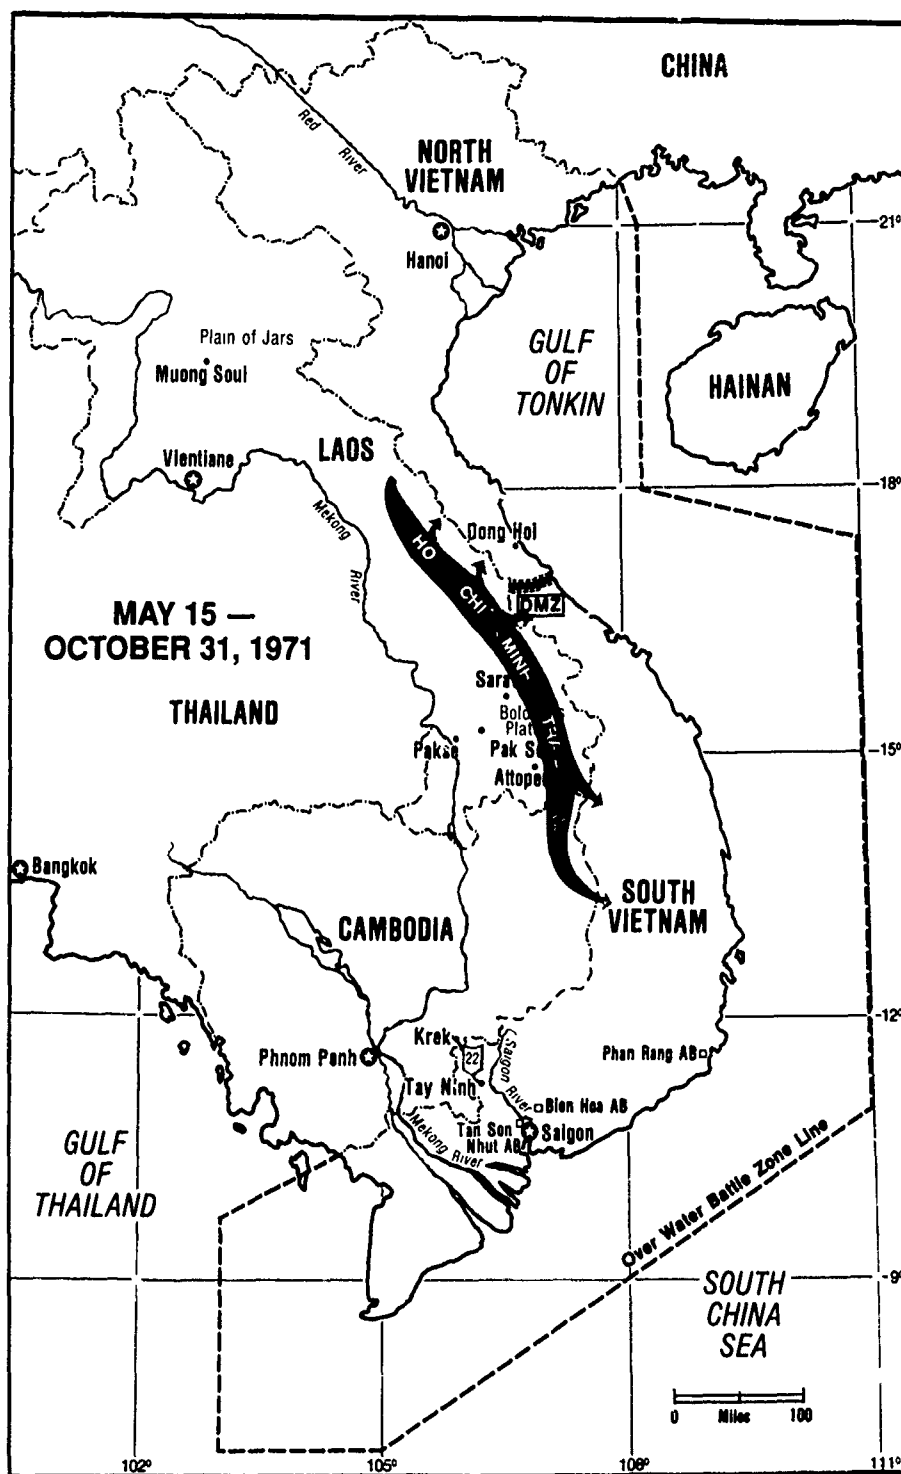 CHINA
Red
River
NORTH
VIETNAM
21°
Hanoi
Plain of Jars
Muong Soui
GULF
OF
TONKIN
HAINAN
LAOS
Vientiane
18°
Mekong
River
Dong Hoi
HO
CHI
MINH
DMZ
MAY 15 —
OCTOBER 31, 1971
THAILAND
Pakse
15°
Bangkok
CAMBODIA
SOUTH
VIETNAM
12°
Krek
22
Saigon
River
Phnom Penh
Phan Rang AB
Tay Ninh
Bien Hoa AB
Tan Son
Nhut AB
Saigon
Mekong River
GULF
OF
THAILAND
Over Water Battle Zone Line
9°
SOUTH
CHINA
SEA
0 Miles 100
102°
105°
108°
111°